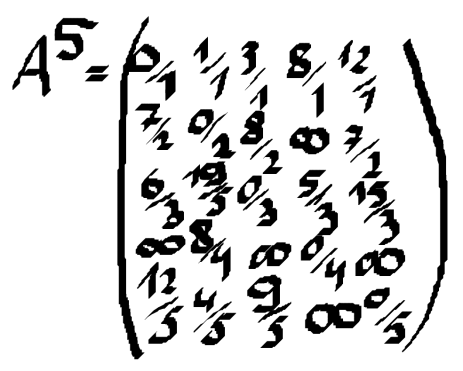 A⁵ = 0/1 1/1 3/1 8/1 12/1
7/2 0/2 8/2 ∞ 7/2
6/3 19/3 0/3 5/3 15/3
∞ 8/4 ∞ 0/4 ∞
12/5 4/5 9/5 ∞ 0/5